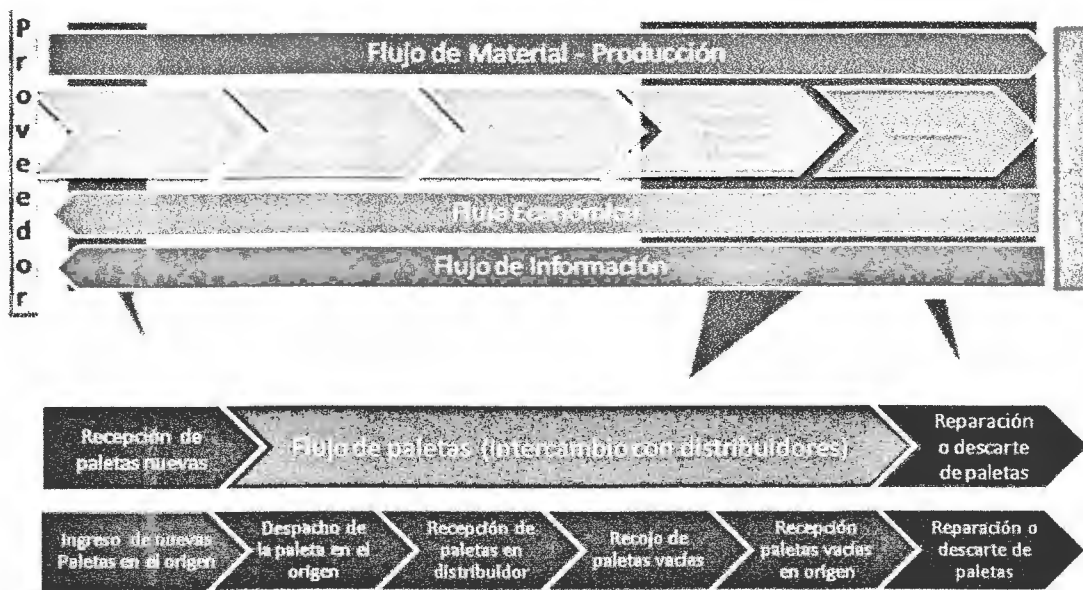 Proveedor
Flujo de Material - Producción
Flujo Económico
Flujo de Información
Recepción de
paletas nuevas
Flujo de paletas (Intercambio con distribuidores)
Reparación
o descarte
de paletas
Ingreso de nuevas
Paletas en el origen
Despacho de
la paleta en el
origen
Recepción de
paletas en
distribuidor
Recojo de
paletas vacías
Recepción
paletas vacías
en origen
Reparación o
descarte de
paletas